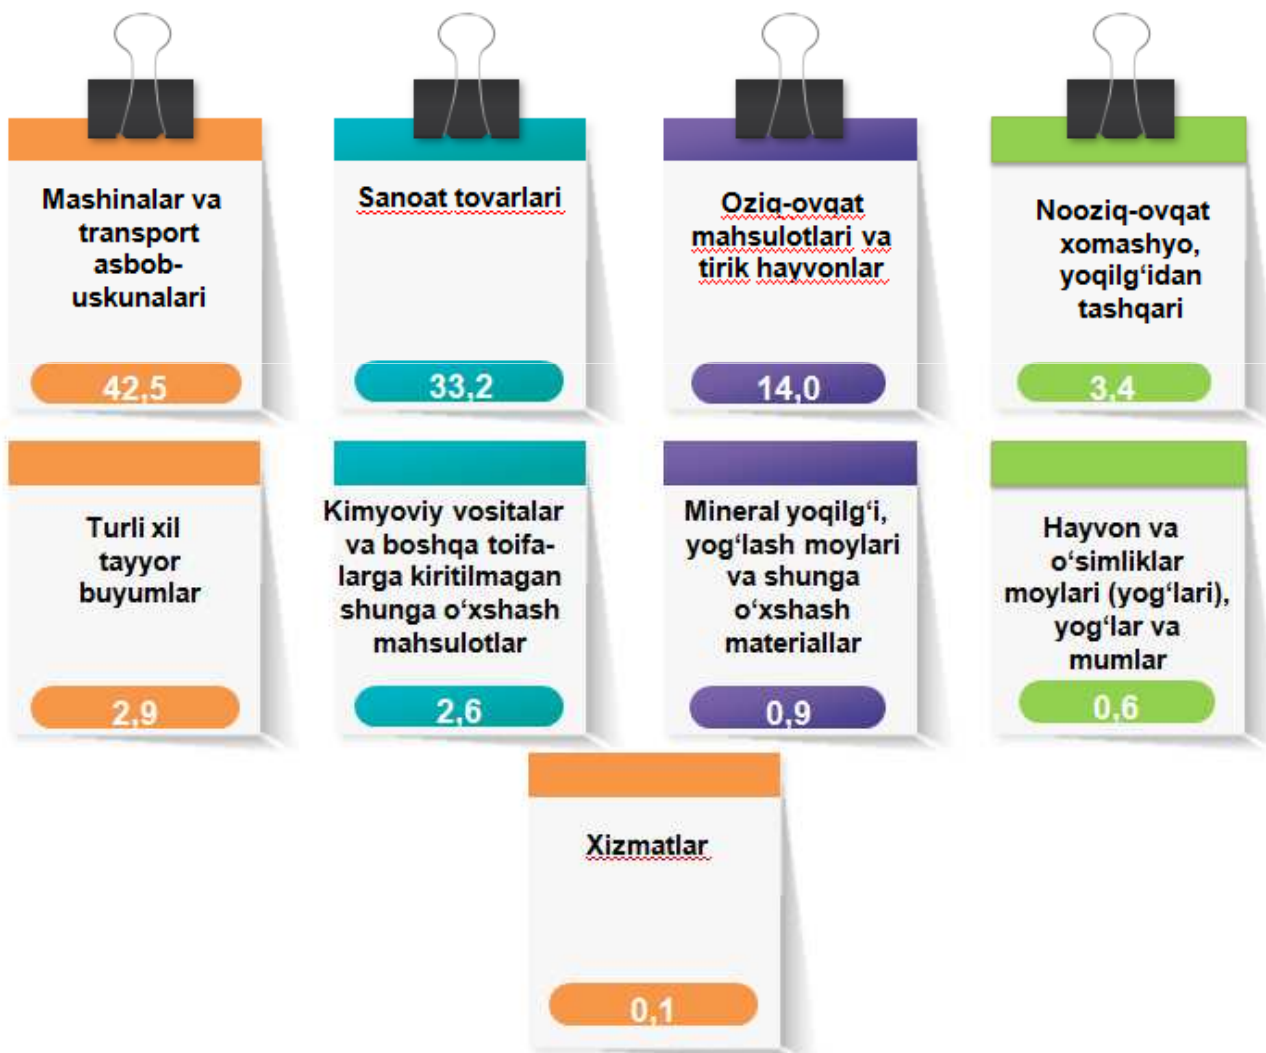 Mashinalar va
transport
asbob-
uskunalari
42,5
Sanoat tovarlari
33,2
Oziq-ovqat
mahsulotlari va
tirik hayvonlar
14,0
Nooziq-ovqat
xomashyo,
yoqilg‘idan
tashqari
3,4
Turli xil
tayyor
buyumlar
2,9
Kimyoviy vositalar
va boshqa toifa-
larga kiritilmagan
shunga o‘xshash
mahsulotlar
2,6
Mineral yoqilg‘i,
yog‘lash moylari
va shunga
o‘xshash
materiallar
0,9
Hayvon va
o‘simliklar
moylari (yog‘lari),
yog‘lar va
mumlar
0,6
Xizmatlar
0,1